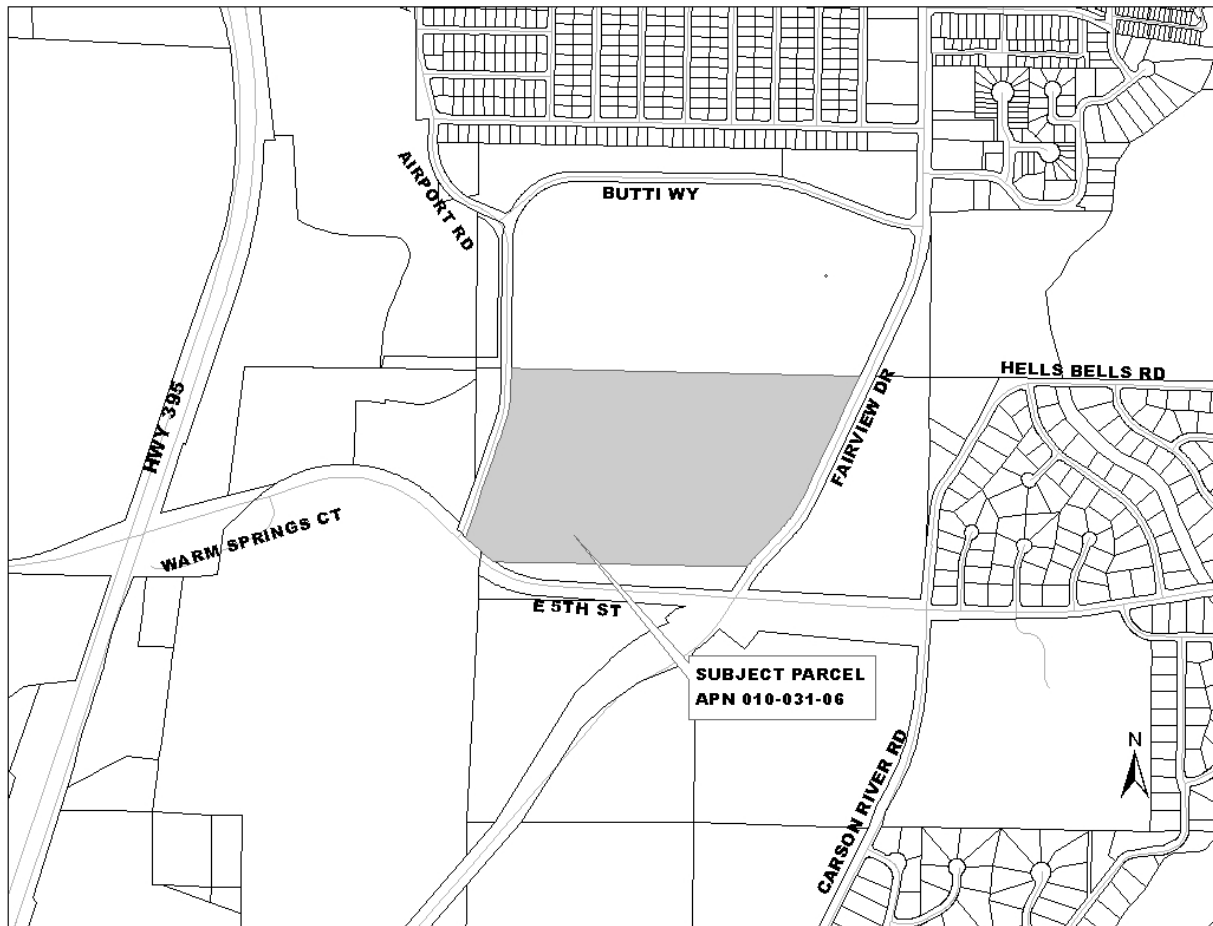 AIRPORT RD
BUTTI WY
HWY 395
FAIRVIEW DR
HELLS BELLS RD
WARM SPRINGS CT
E 5TH ST
SUBJECT PARCEL
APN 010-031-06
CARSON RIVER RD
N